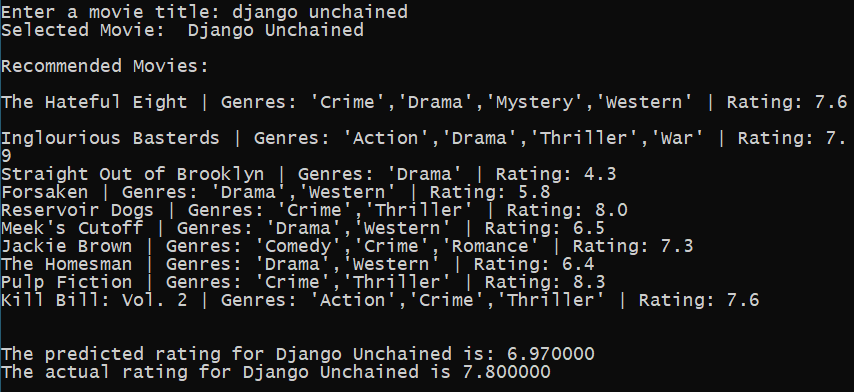 Enter a movie title: django unchained
Selected Movie:  Django Unchained
Recommended Movies:
The Hateful Eight | Genres: 'Crime','Drama','Mystery','Western' | Rating: 7.6
Inglourious Basterds | Genres: 'Action','Drama','Thriller','War' | Rating: 7.
9
Straight Out of Brooklyn | Genres: 'Drama' | Rating: 4.3
Forsaken | Genres: 'Drama','Western' | Rating: 5.8
Reservoir Dogs | Genres: 'Crime','Thriller' | Rating: 8.0
Meek's Cutoff | Genres: 'Drama','Western' | Rating: 6.5
Jackie Brown | Genres: 'Comedy','Crime','Romance' | Rating: 7.3
The Homesman | Genres: 'Drama','Western' | Rating: 6.4
Pulp Fiction | Genres: 'Crime','Thriller' | Rating: 8.3
Kill Bill: Vol. 2 | Genres: 'Action','Crime','Thriller' | Rating: 7.6
The predicted rating for Django Unchained is: 6.970000
The actual rating for Django Unchained is 7.800000